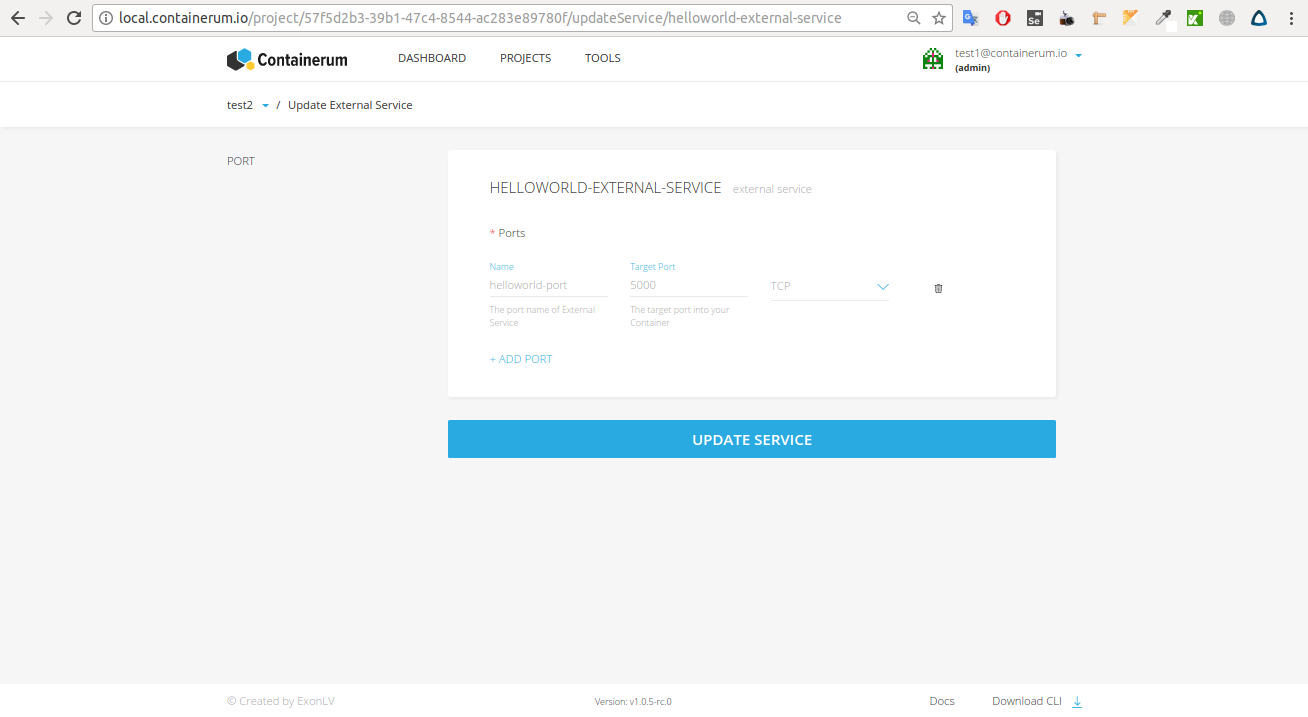 local.containerum.io/project/57f5d2b3-39b1-47c4-8544-ac283e89780f/updateService/helloworld-external-service
Containerum
DASHBOARD
PROJECTS
TOOLS
test1@containerum.io
(admin)
test2 / Update External Service
PORT
HELLOWORLD-EXTERNAL-SERVICE external service
* Ports
Name
Target Port
helloworld-port
5000
TCP
The port name of External
Service
The target port into your
Container
+ ADD PORT
UPDATE SERVICE
© Created by ExonLV
Version: v1.0.5-rc.0
Docs
Download CLI